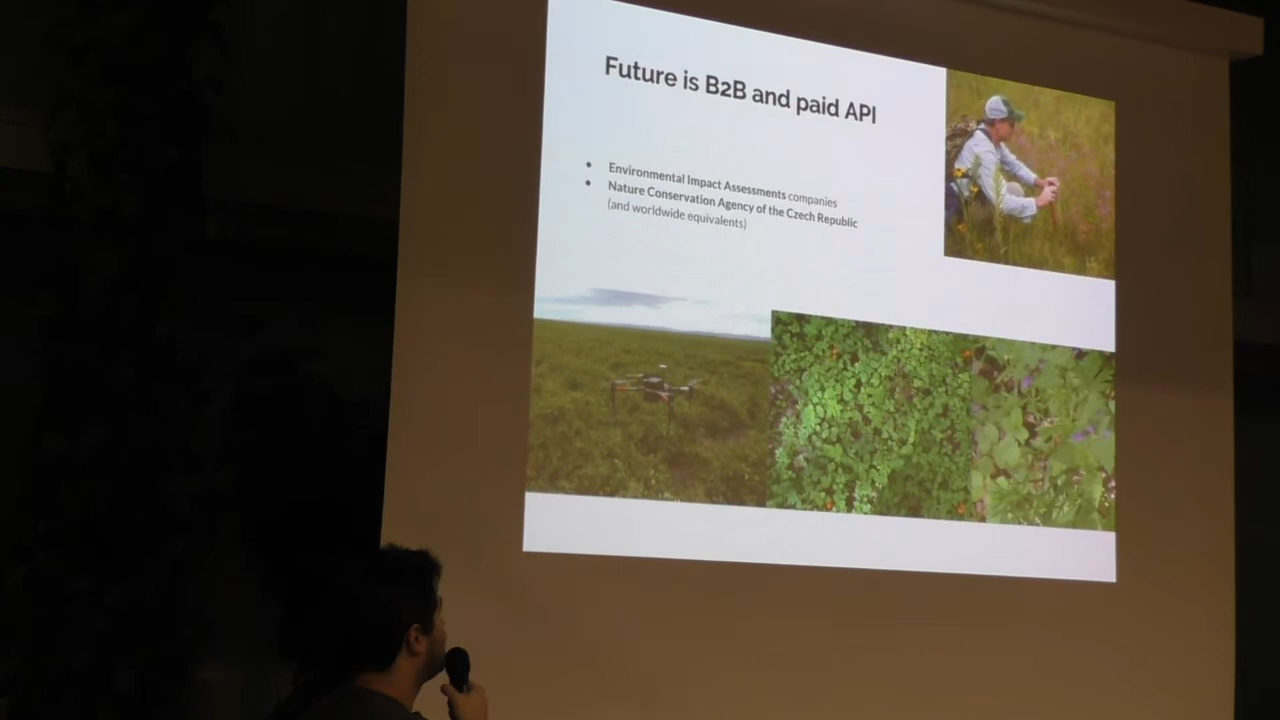 Future is B2B and paid API
● Environmental Impact Assessments companies
● Nature Conservation Agency of the Czech Republic
(and worldwide equivalents)